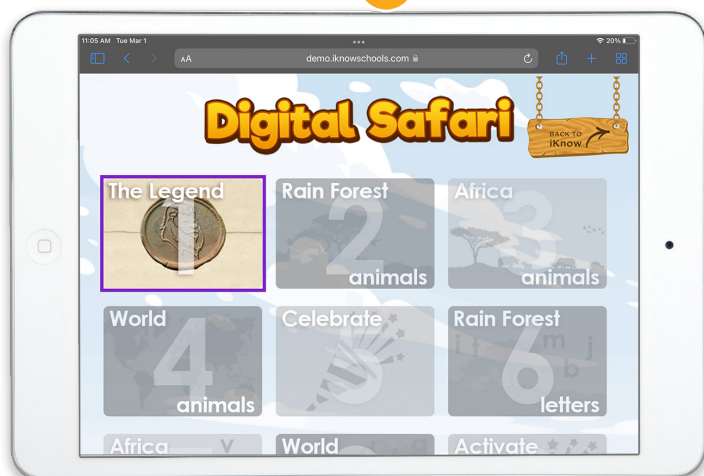 11:05 AM Tue Mar 1
20%
AA
demo.iknowschools.com
Digital Safari
BACK TO
iKnow
The Legend
1
Rain Forest
2
animals
Africa
3
animals
World
4
animals
Celebrate
5
Rain Forest
i f m j
b
6
letters
Africa
World
Activate